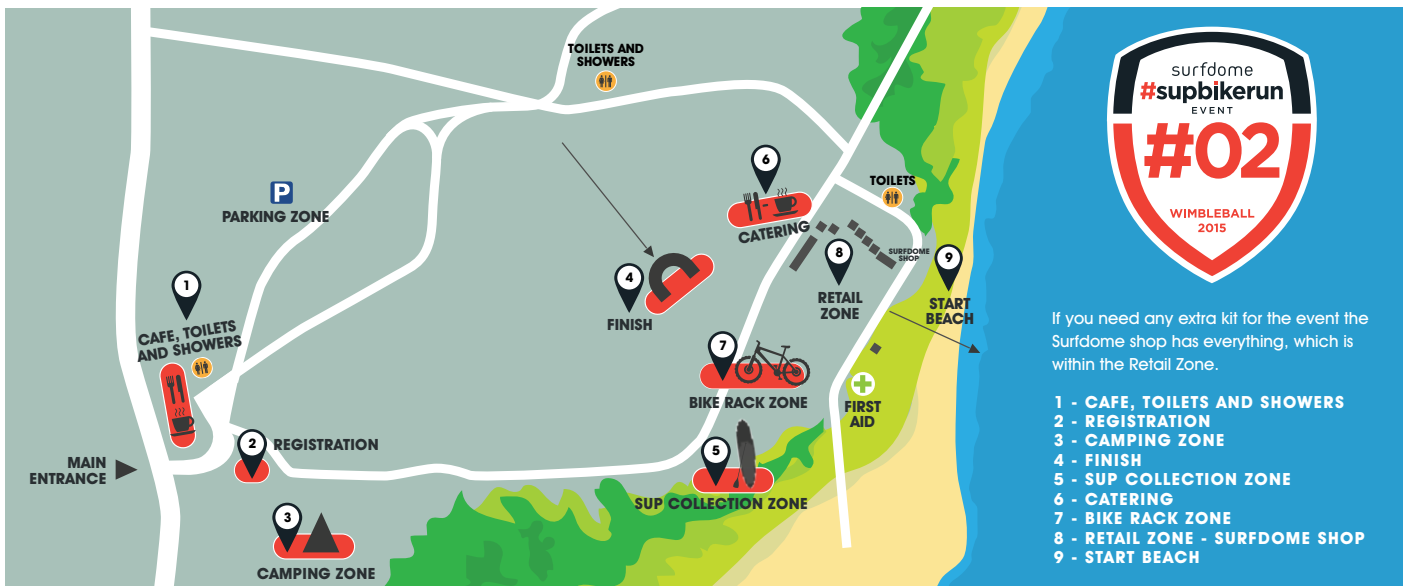 TOILETS AND
SHOWERS
P
PARKING ZONE
1
CAFE, TOILETS
AND SHOWERS
MAIN
ENTRANCE
2
REGISTRATION
3
CAMPING ZONE
4
FINISH
5
SUP COLLECTION ZONE
6
CATERING
7
BIKE RACK ZONE
TOILETS
8
RETAIL
ZONE
SURFDOME
SHOP
9
START
BEACH
FIRST
AID
surfdome
#supbikerun
EVENT
#02
WIMBLEBALL
2015
If you need any extra kit for the event the
Surfdome shop has everything, which is
within the Retail Zone.
1 - CAFE, TOILETS AND SHOWERS
2 - REGISTRATION
3 - CAMPING ZONE
4 - FINISH
5 - SUP COLLECTION ZONE
6 - CATERING
7 - BIKE RACK ZONE
8 - RETAIL ZONE - SURFDOME SHOP
9 - START BEACH